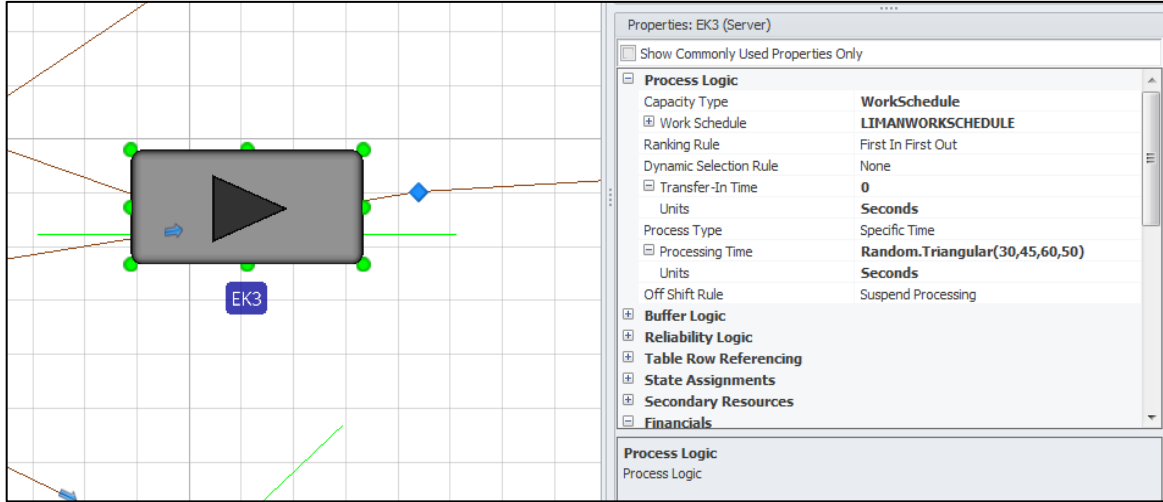 EK3
Properties: EK3 (Server)
Show Commonly Used Properties Only
Process Logic
Capacity Type WorkSchedule
Work Schedule LIMANWORKSCHEDULE
Ranking Rule First In First Out
Dynamic Selection Rule None
Transfer-In Time 0
Units Seconds
Process Type Specific Time
Processing Time Random.Triangular(30,45,60,50)
Units Seconds
Off Shift Rule Suspend Processing
Buffer Logic
Reliability Logic
Table Row Referencing
State Assignments
Secondary Resources
Financials
Process Logic
Process Logic